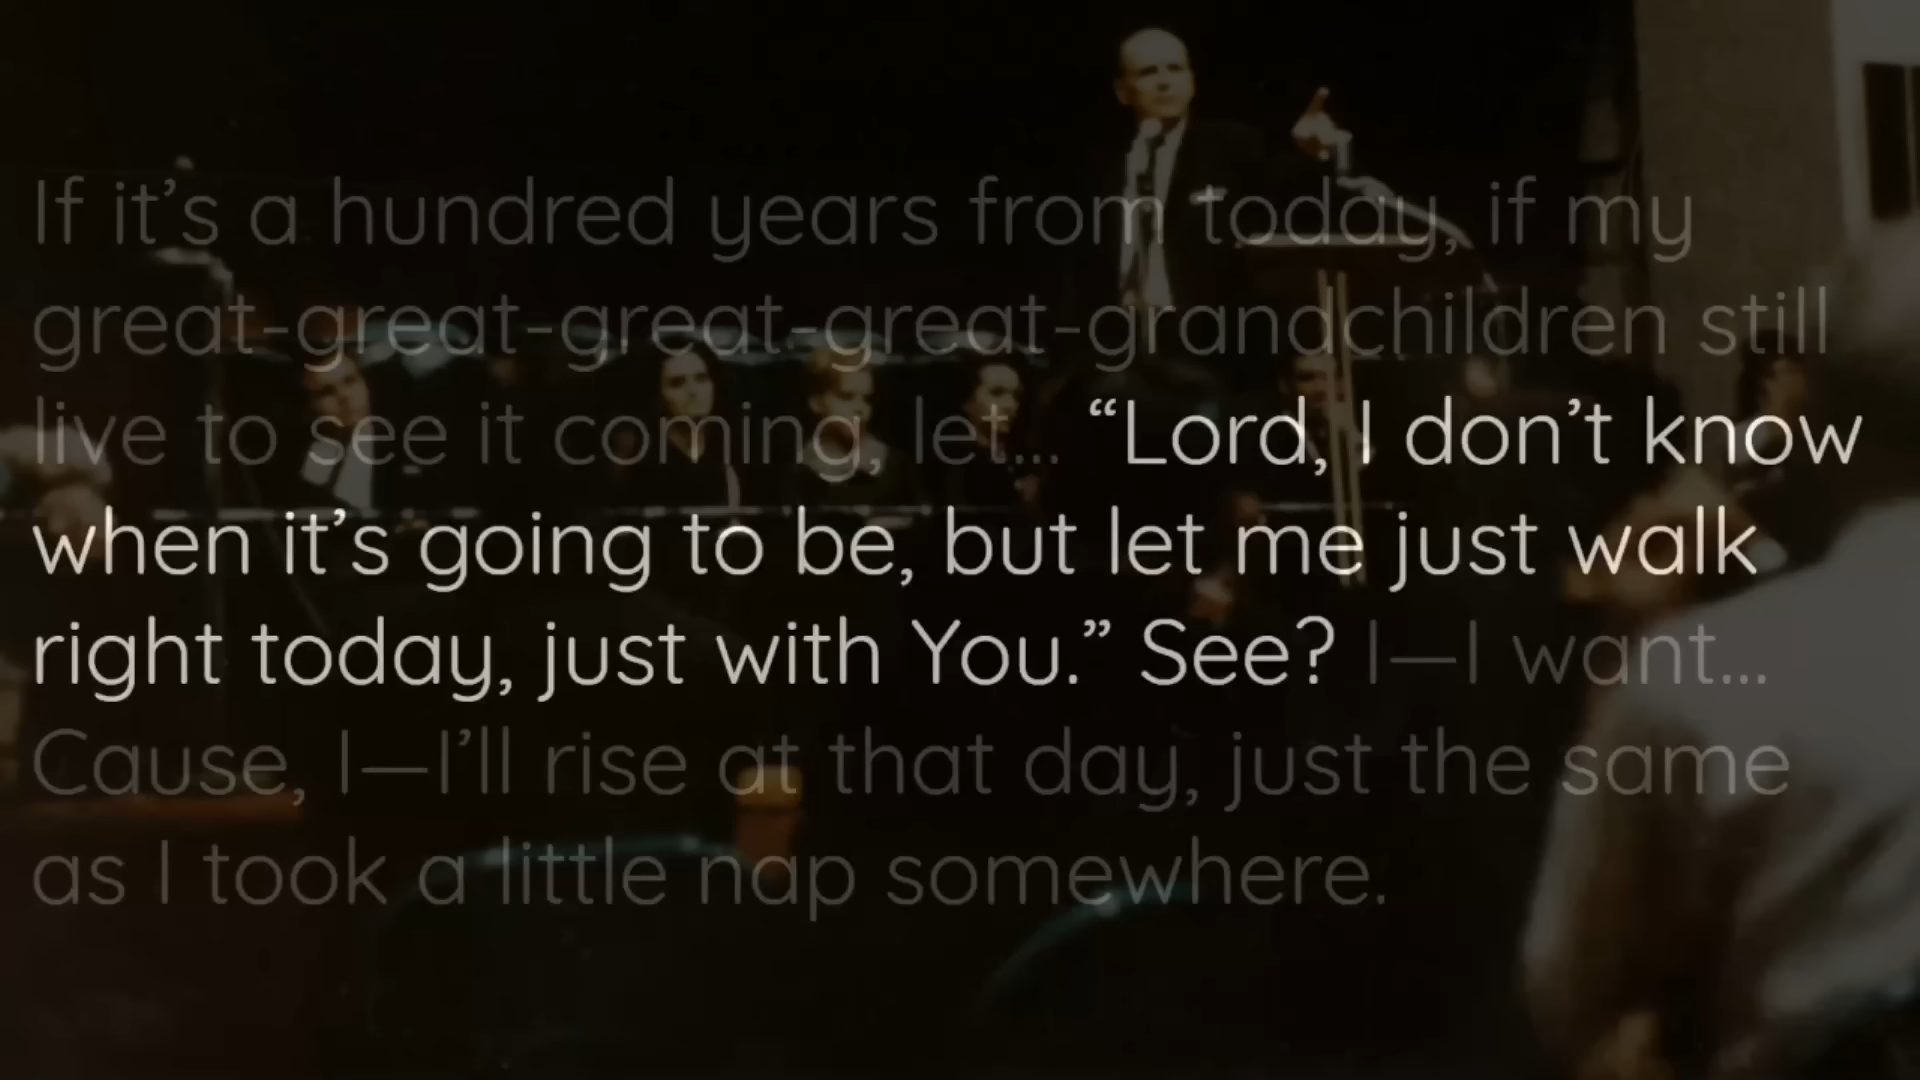 If it’s a hundred years from today, if my
great-great-great-great-grandchildren still
live to see it coming, let... “Lord, I don’t know
when it’s going to be, but let me just walk
right today, just with You.” See? I—I want...
Cause, I—I’ll rise at that day, just the same
as I took a little nap somewhere.